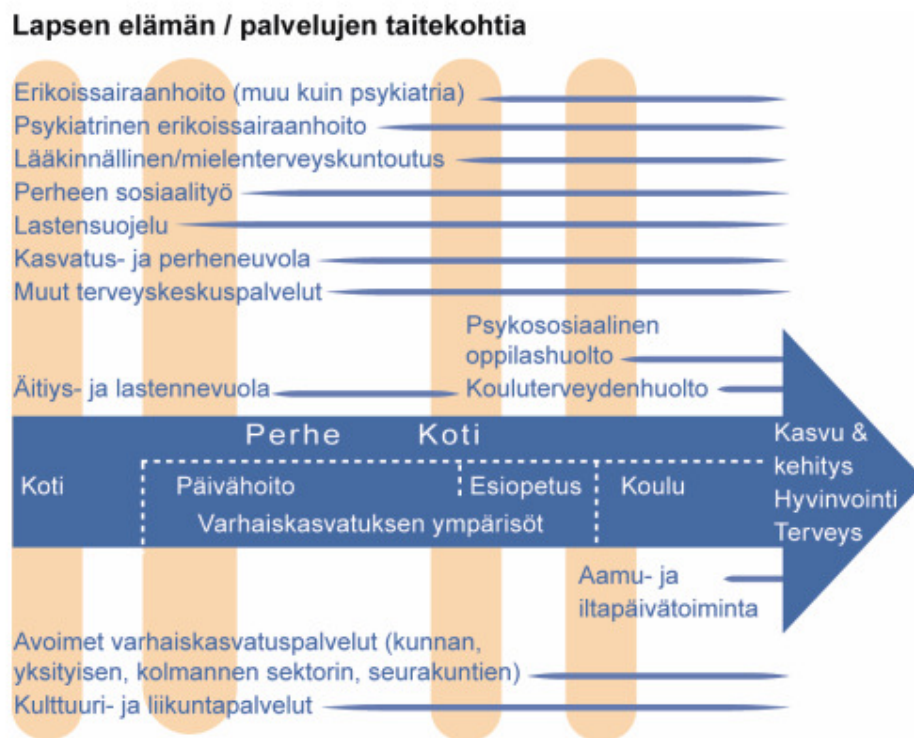 Lapsen elämän / palvelujen taitekohtia
Erikoissairaanhoito (muu kuin psykiatria)
Psykiatrinen erikoissairaanhoito
Lääkinnällinen/mielenterveyskuntoutus
Perheen sosiaalityö
Lastensuojelu
Kasvatus- ja perheneuvola
Muut terveyskeskuspalvelut
Psykososiaalinen
oppilashuolto
Äitiys- ja lastennevuola
Kouluterveydenhuolto
Perhe Koti
Koti
Päivähoito
Esiopetus
Koulu
Varhaiskasvatuksen ympärisöt
Kasvu &
kehitys
Hyvinvointi
Terveys
Aamu- ja
iltapäivätoiminta
Avoimet varhaiskasvatuspalvelut (kunnan,
yksityisen, kolmannen sektorin, seurakuntien)
Kulttuuri- ja liikuntapalvelut